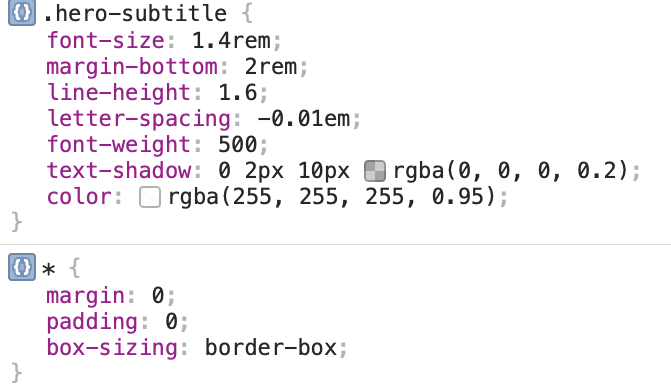 .hero-subtitle {
font-size: 1.4rem;
margin-bottom: 2rem;
line-height: 1.6;
letter-spacing: -0.01em;
font-weight: 500;
text-shadow: 0 2px 10px rgba(0, 0, 0, 0.2);
color: rgba(255, 255, 255, 0.95);
}
* {
margin: 0;
padding: 0;
box-sizing: border-box;
}